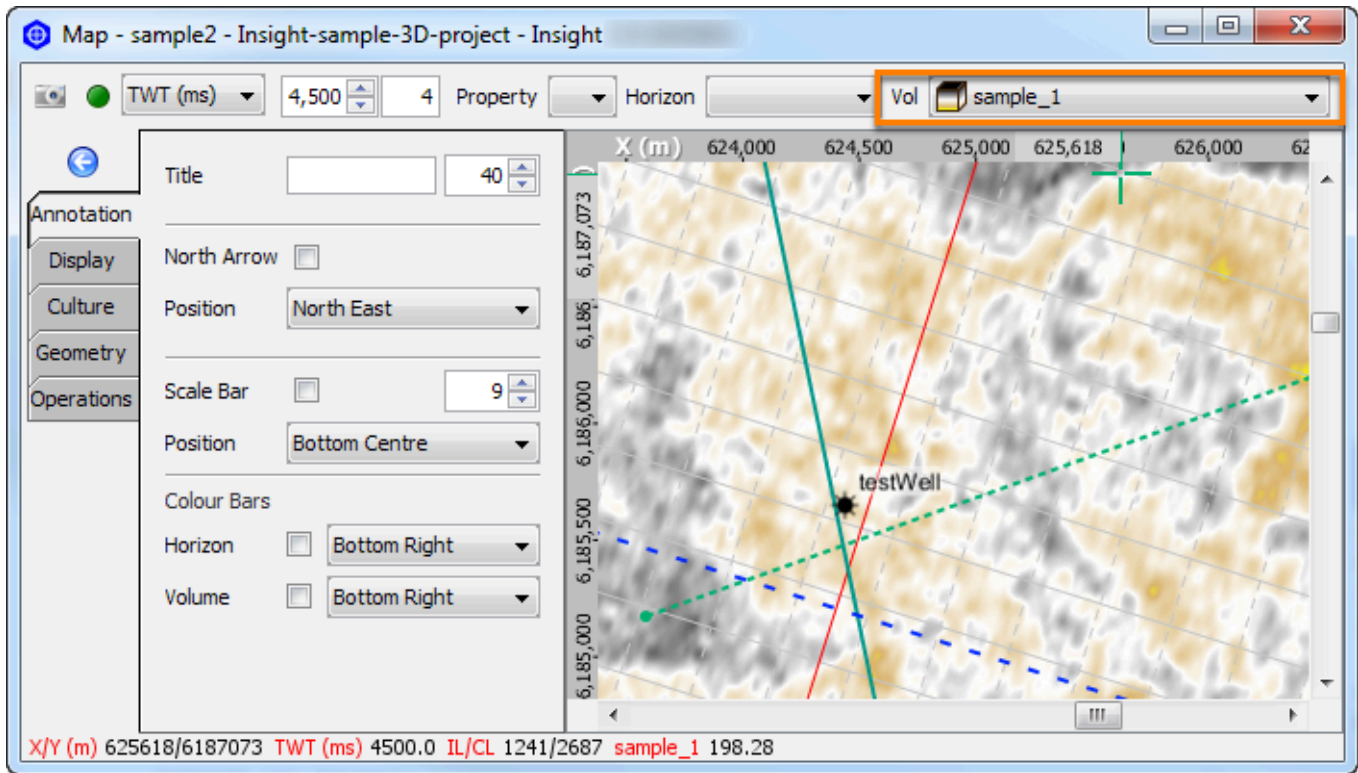 Map - sample2 - Insight-sample-3D-project - Insight
TWT (ms) 4,500 4 Property Horizon Vol sample_1
X (m) 624,000 624,500 625,000 625,618 626,000 62
Title 40
Annotation
Display
Culture
Geometry
Operations
North Arrow
Position North East
Scale Bar 9
Position Bottom Centre
Colour Bars
Horizon Bottom Right
Volume Bottom Right
6,187,073
6,186
6,186,000
6,185,500
6,185,000
testWell
X/Y (m) 625618/6187073 TWT (ms) 4500.0 IL/CL 1241/2687 sample_1 198.28